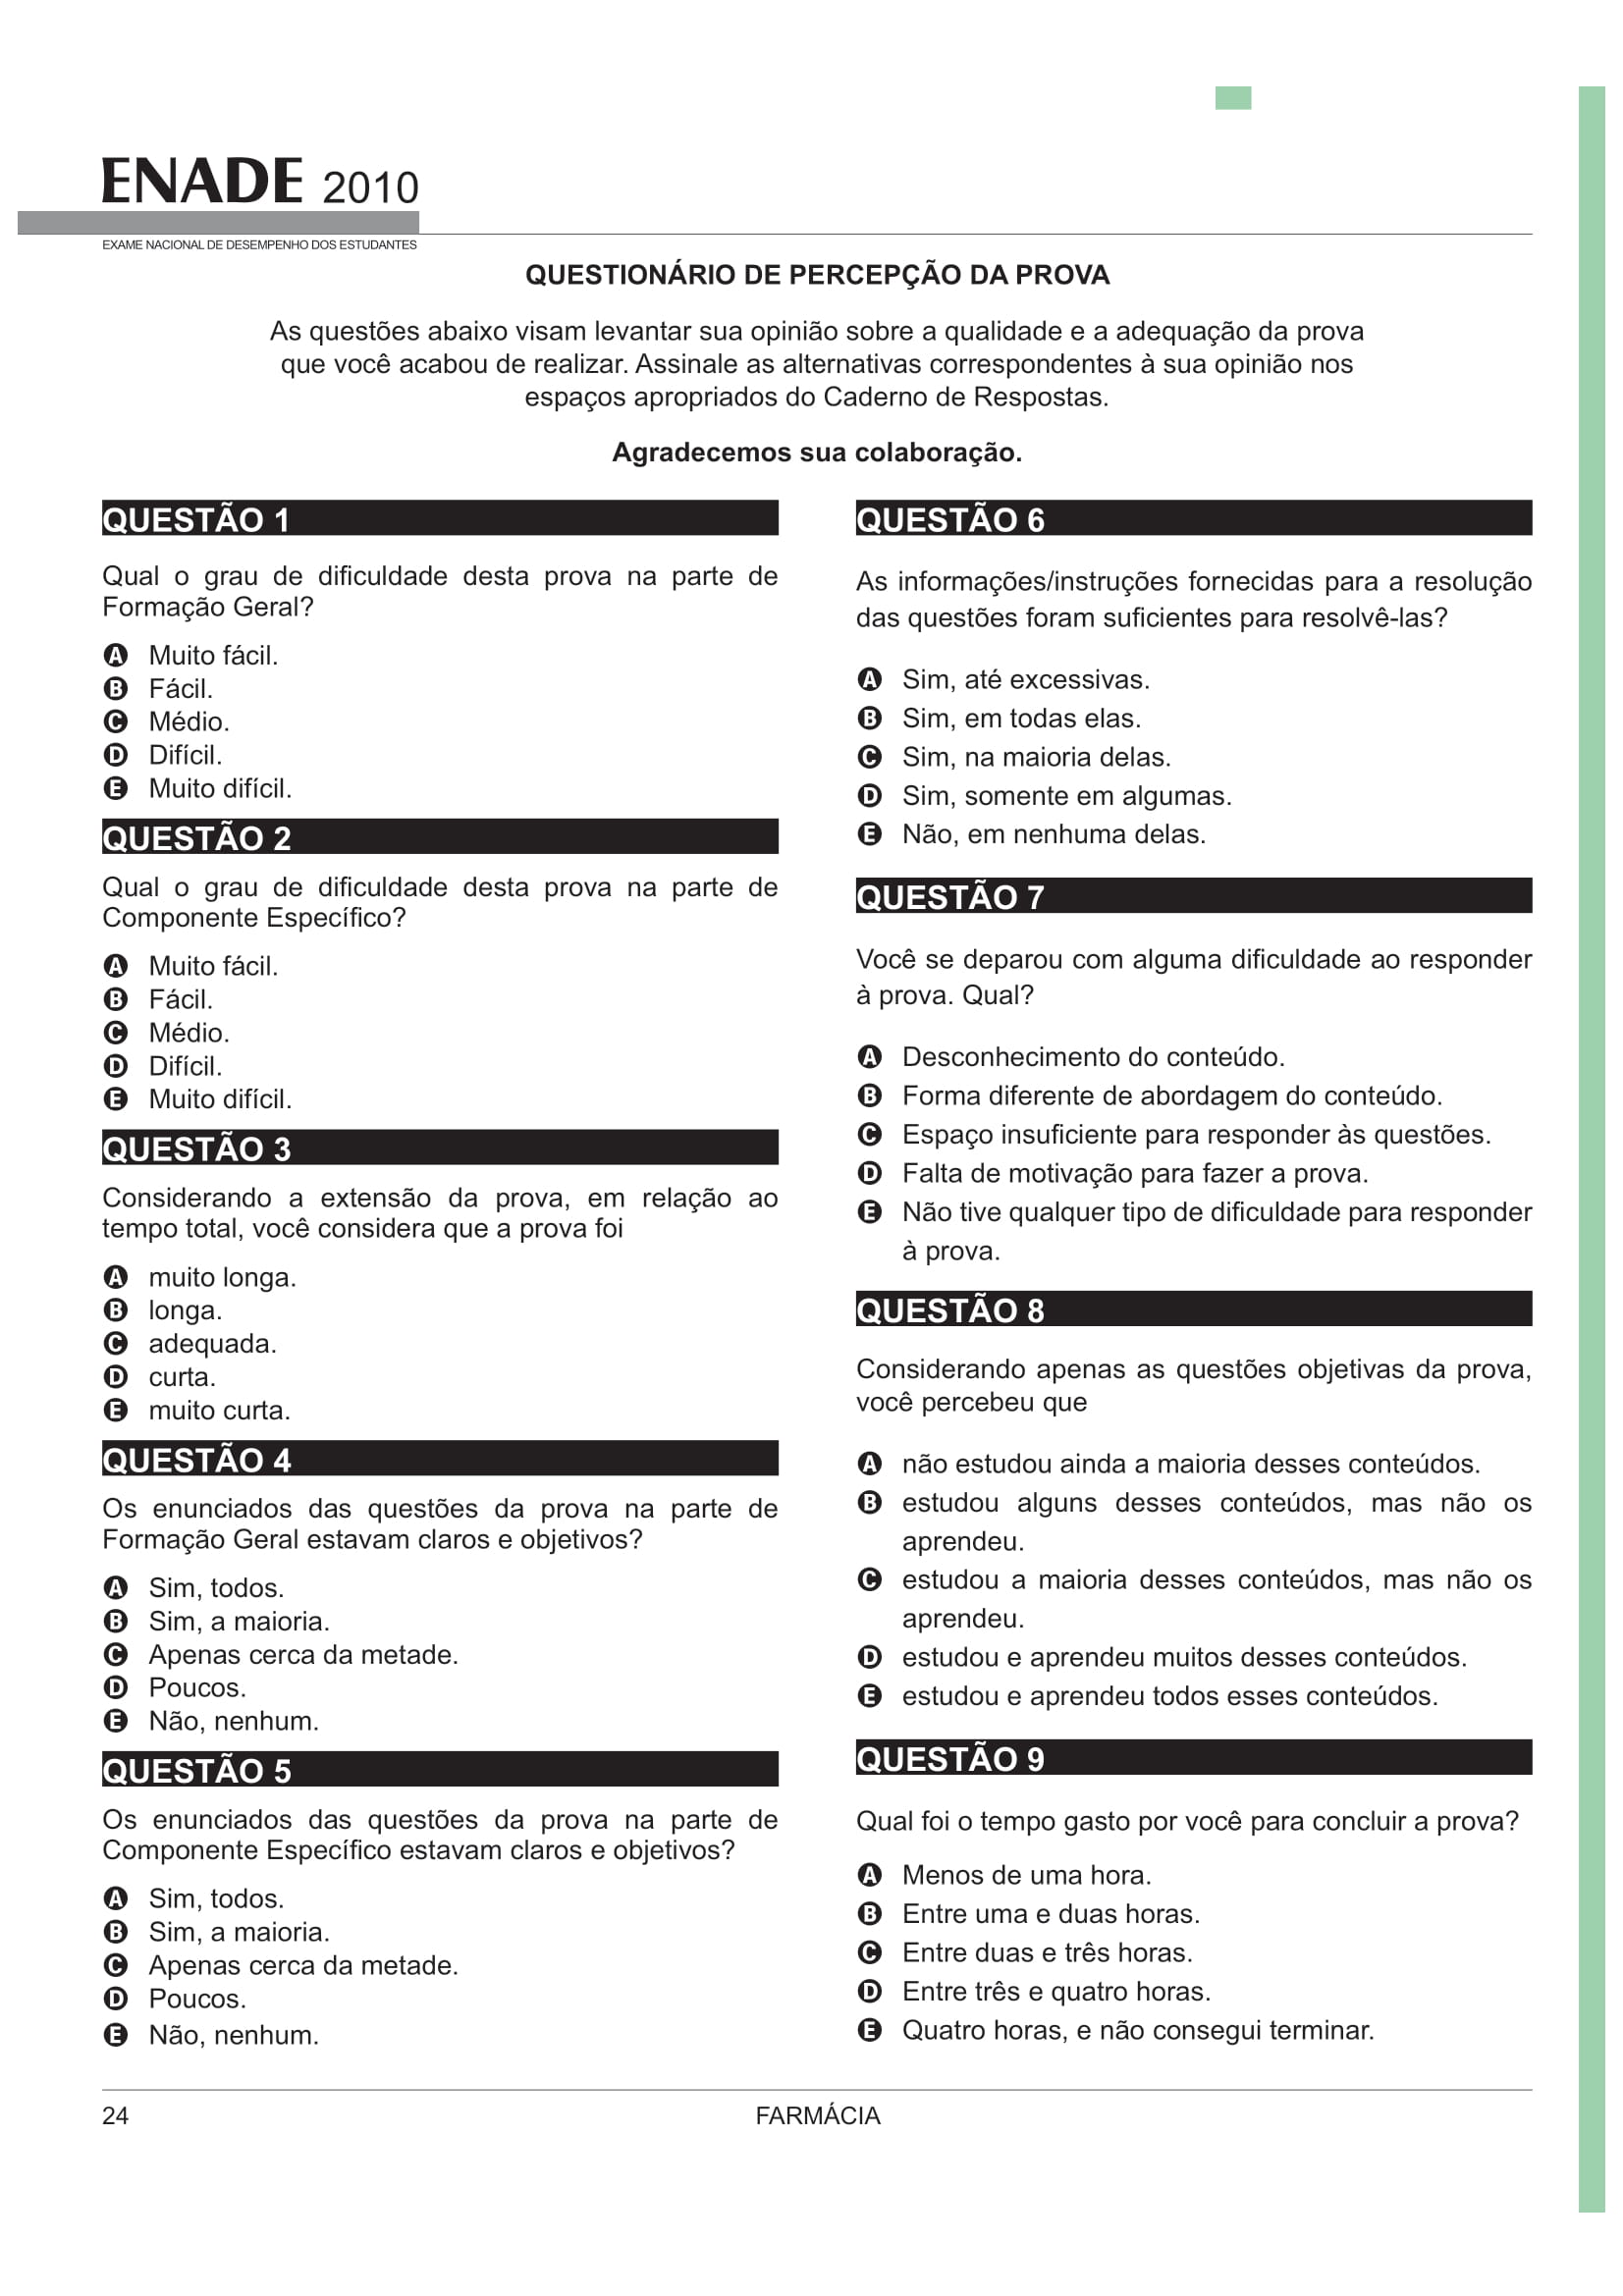 ENADE 2010
EXAME NACIONAL DE DESEMPENHO DOS ESTUDANTES
QUESTIONÁRIO DE PERCEPÇÃO DA PROVA
As questões abaixo visam levantar sua opinião sobre a qualidade e a adequação da prova
que você acabou de realizar. Assinale as alternativas correspondentes à sua opinião nos
espaços apropriados do Caderno de Respostas.
Agradecemos sua colaboração.
QUESTÃO 1
Qual o grau de dificuldade desta prova na parte de
Formação Geral?
A Muito fácil.
B Fácil.
C Médio.
D Difícil.
E Muito difícil.
QUESTÃO 2
Qual o grau de dificuldade desta prova na parte de
Componente Específico?
A Muito fácil.
B Fácil.
C Médio.
D Difícil.
E Muito difícil.
QUESTÃO 3
Considerando a extensão da prova, em relação ao
tempo total, você considera que a prova foi
A muito longa.
B longa.
C adequada.
D curta.
E muito curta.
QUESTÃO 4
Os enunciados das questões da prova na parte de
Formação Geral estavam claros e objetivos?
A Sim, todos.
B Sim, a maioria.
C Apenas cerca da metade.
D Poucos.
E Não, nenhum.
QUESTÃO 5
Os enunciados das questões da prova na parte de
Componente Específico estavam claros e objetivos?
A Sim, todos.
B Sim, a maioria.
C Apenas cerca da metade.
D Poucos.
E Não, nenhum.
QUESTÃO 6
As informações/instruções fornecidas para a resolução
das questões foram suficientes para resolvê-las?
A Sim, até excessivas.
B Sim, em todas elas.
C Sim, na maioria delas.
D Sim, somente em algumas.
E Não, em nenhuma delas.
QUESTÃO 7
Você se deparou com alguma dificuldade ao responder
à prova. Qual?
A Desconhecimento do conteúdo.
B Forma diferente de abordagem do conteúdo.
C Espaço insuficiente para responder às questões.
D Falta de motivação para fazer a prova.
E Não tive qualquer tipo de dificuldade para responder
à prova.
QUESTÃO 8
Considerando apenas as questões objetivas da prova,
você percebeu que
A não estudou ainda a maioria desses conteúdos.
B estudou alguns desses conteúdos, mas não os
aprendeu.
C estudou a maioria desses conteúdos, mas não os
aprendeu.
D estudou e aprendeu muitos desses conteúdos.
E estudou e aprendeu todos esses conteúdos.
QUESTÃO 9
Qual foi o tempo gasto por você para concluir a prova?
A Menos de uma hora.
B Entre uma e duas horas.
C Entre duas e três horas.
D Entre três e quatro horas.
E Quatro horas, e não consegui terminar.
24
FARMÁCIA